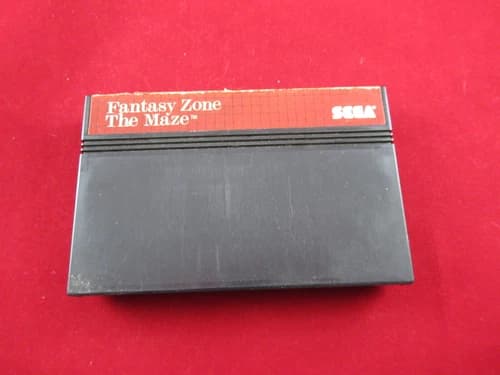 Fantasy Zone
The Maze™
SEGA